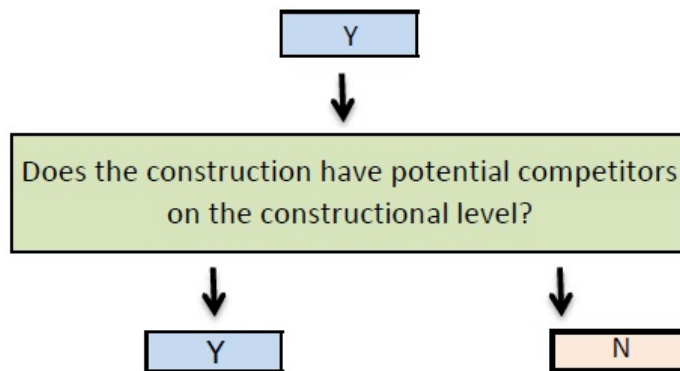 Y
Does the construction have potential competitors
on the constructional level?
Y
N